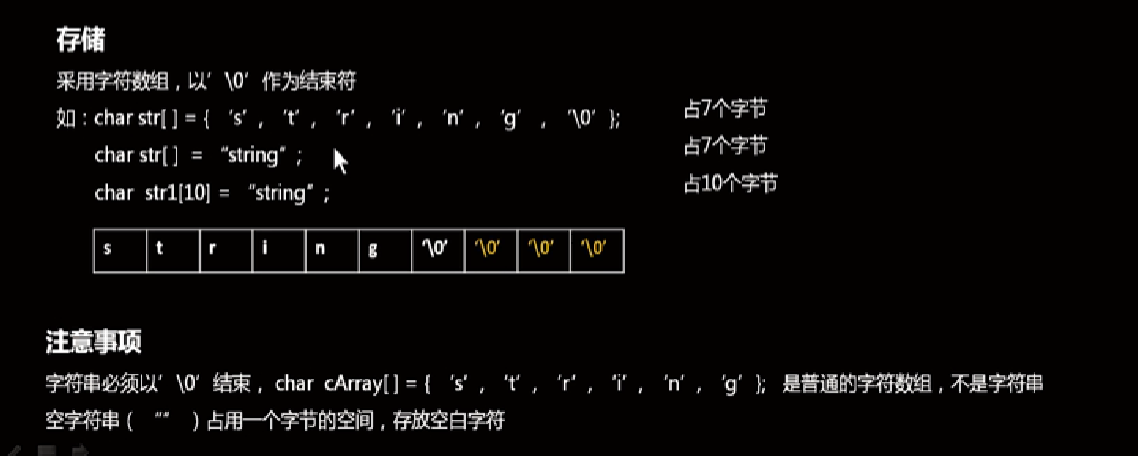 存储
采用字符数组，以’\0’作为结束符
如：char str[ ] = { ‘s’, ‘t’, ‘r’, ‘i’, ‘n’, ‘g’ , ‘\0’ }; 占7个字节
char str[ ] = “string” ; 占7个字节
char str1[10] = “string” ; 占10个字节
s t r i n g ‘\0’ ‘\0’ ‘\0’ ‘\0’
注意事项
字符串必须以’\0’结束，char cArray[ ] = { ‘s’, ‘t’, ‘r’, ‘i’, ‘n’, ‘g’ }; 是普通的字符数组，不是字符串
空字符串（ “” ）占用一个字节的空间，存放空白字符